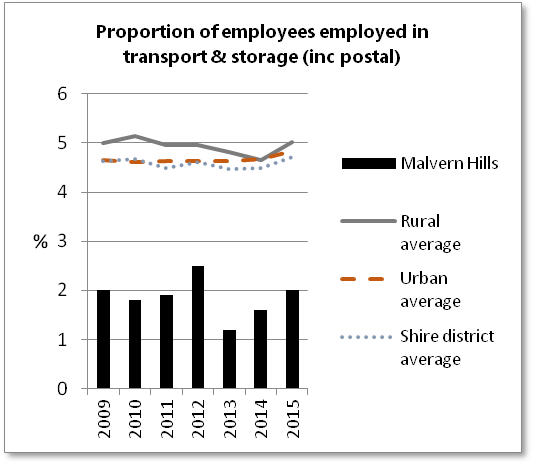 Proportion of employees employed in
transport & storage (inc postal)
6
5
4
3
2
1
0
%
2009
2010
2011
2012
2013
2014
2015
Malvern Hills
Rural
average
Urban
average
Shire district
average